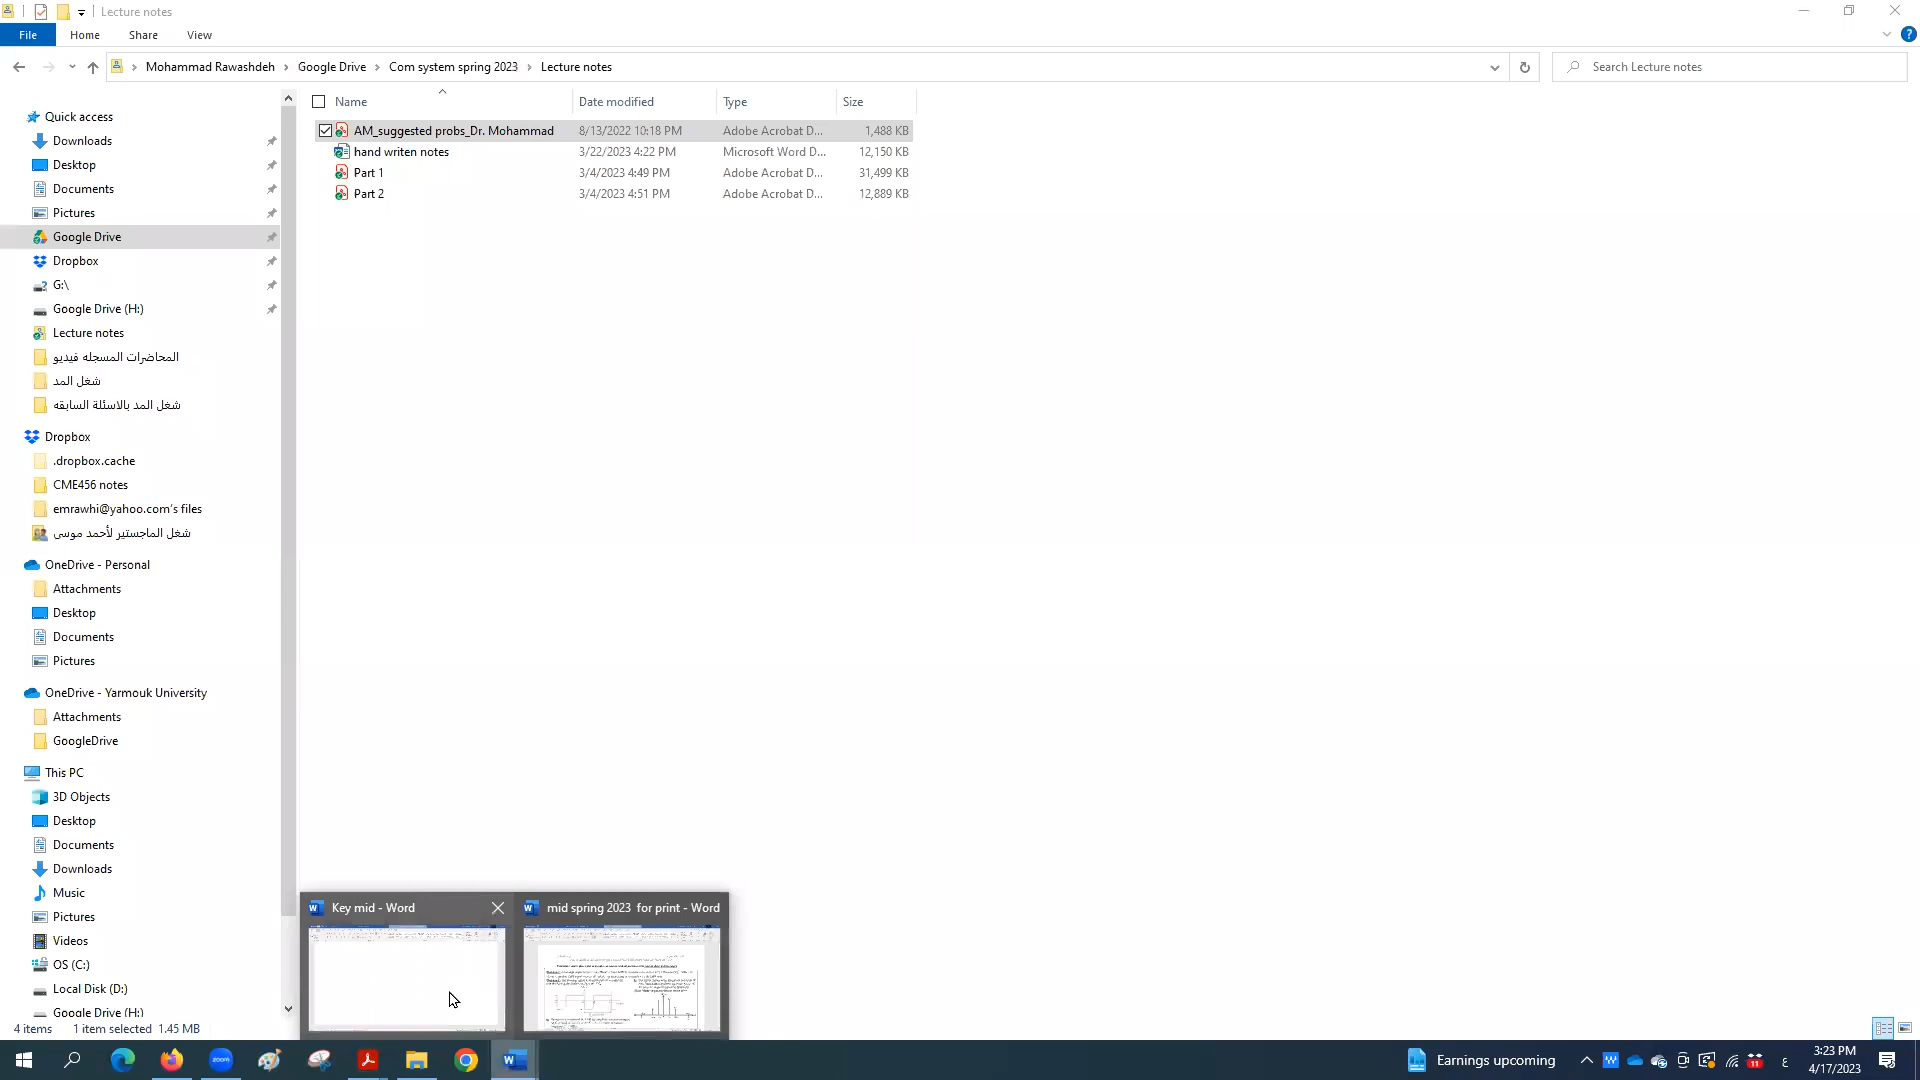 Lecture notes
File Home Share View
Mohammad Rawashdeh Google Drive Com system spring 2023 Lecture notes Search Lecture notes
Name Date modified Type Size
AM_suggested probs_Dr. Mohammad 8/13/2022 10:18 PM Adobe Acrobat D... 1,488 KB
hand writen notes 3/22/2023 4:22 PM Microsoft Word D... 12,150 KB
Part 1 3/4/2023 4:49 PM Adobe Acrobat D... 31,499 KB
Part 2 3/4/2023 4:51 PM Adobe Acrobat D... 12,889 KB
Quick access
Downloads
Desktop
Documents
Pictures
Google Drive
Dropbox
G:\
Google Drive (H:)
Lecture notes
المحاضرات المسجله فيديو
شغل المد
شغل المد بالاسئلة السابقه
Dropbox
.dropbox.cache
CME456 notes
emrawhi@yahoo.com's files
شغل الماجستير لأحمد موسى
OneDrive - Personal
Attachments
Desktop
Documents
Pictures
OneDrive - Yarmouk University
Attachments
GoogleDrive
This PC
3D Objects
Desktop
Documents
Downloads
Music
Pictures
Videos
OS (C:)
Local Disk (D:)
Google Drive (H:)
4 items 1 item selected 1.45 MB
Key mid - Word
mid spring 2023 for print - Word
zoom
Earnings upcoming
11
ع
3:23 PM
4/17/2023